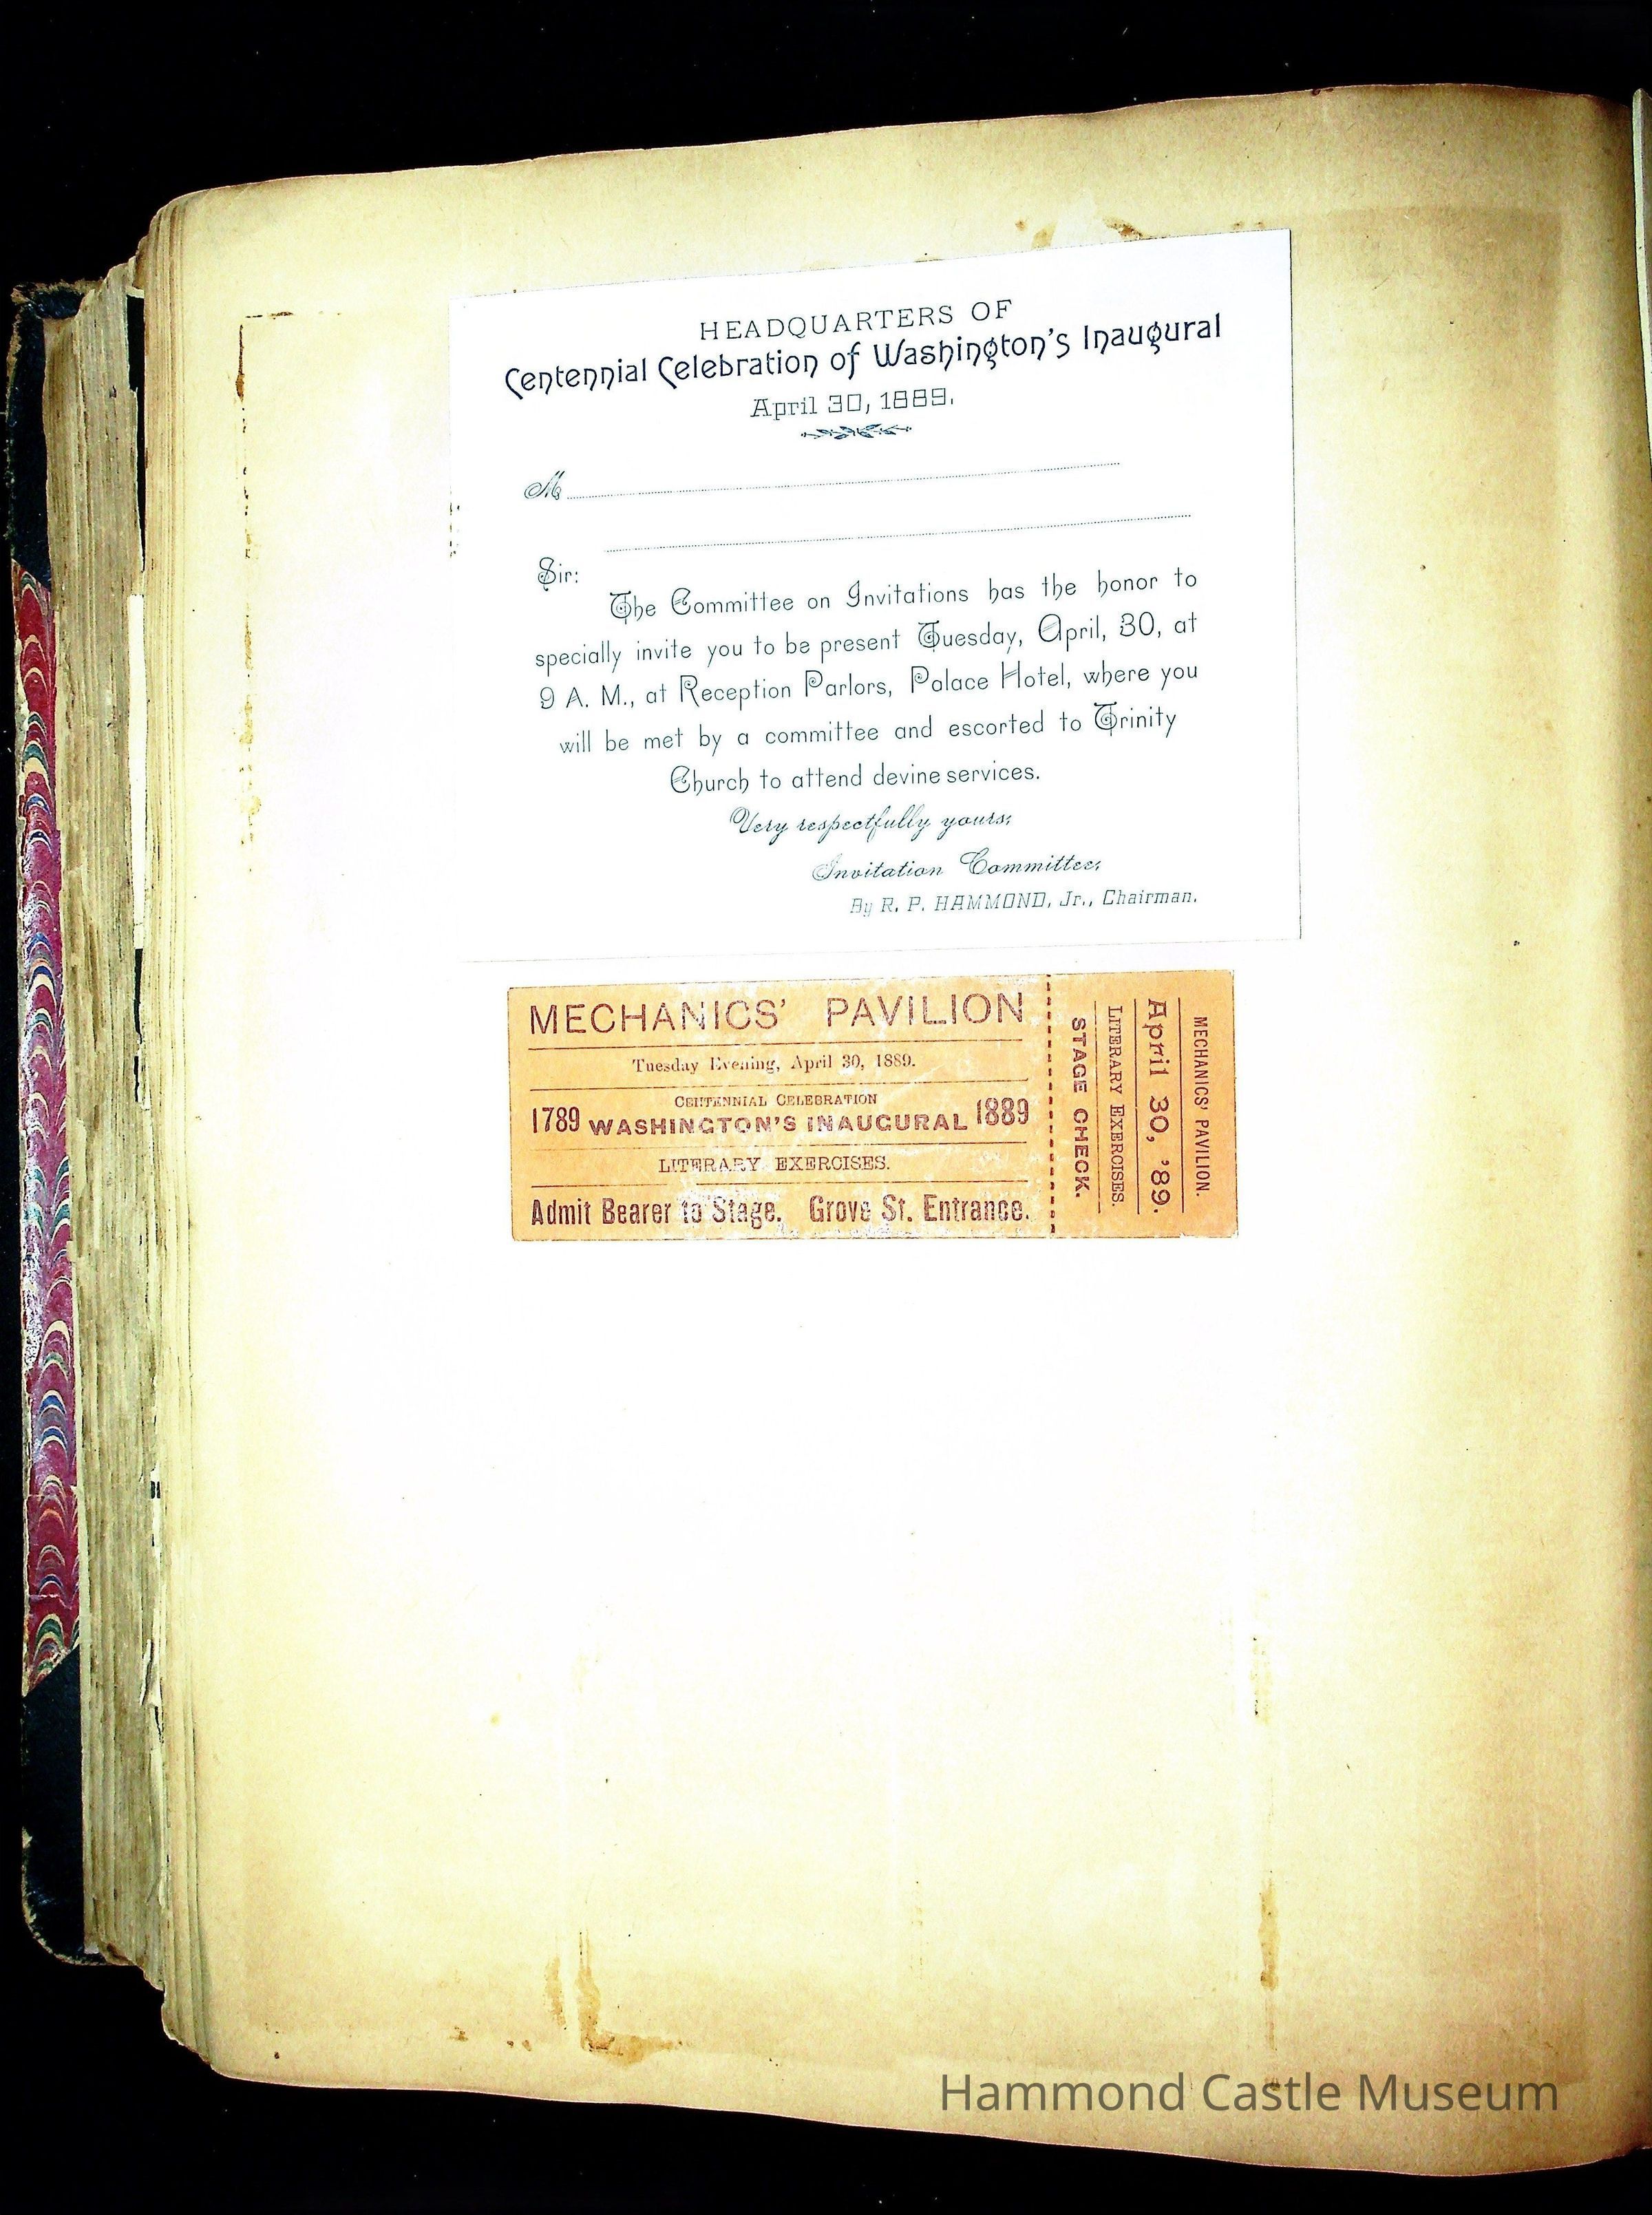 HEADQUARTERS OF
Centennial Celebration of Washington's Inaugural
April 30, 1889.
M
Sir:
The Committee on Invitations has the honor to
specially invite you to be present Tuesday, April, 30, at
9 A. M., at Reception Parlors, Palace Hotel, where you
will be met by a committee and escorted to Trinity
Church to attend devine services.
Very respectfully yours,
Invitation Committee,
By R. P. HAMMOND, Jr., Chairman.
MECHANICS' PAVILION
Tuesday Evening, April 30, 1889.
CENTENNIAL CELEBRATION
1789 WASHINGTON'S INAUGURAL 1889
LITERARY EXERCISES.
Admit Bearer to Stage. Grove St. Entrance.
MECHANICS' PAVILION.
April 30, '89.
LITERARY EXERCISES.
STAGE CHECK.
Hammond Castle Museum